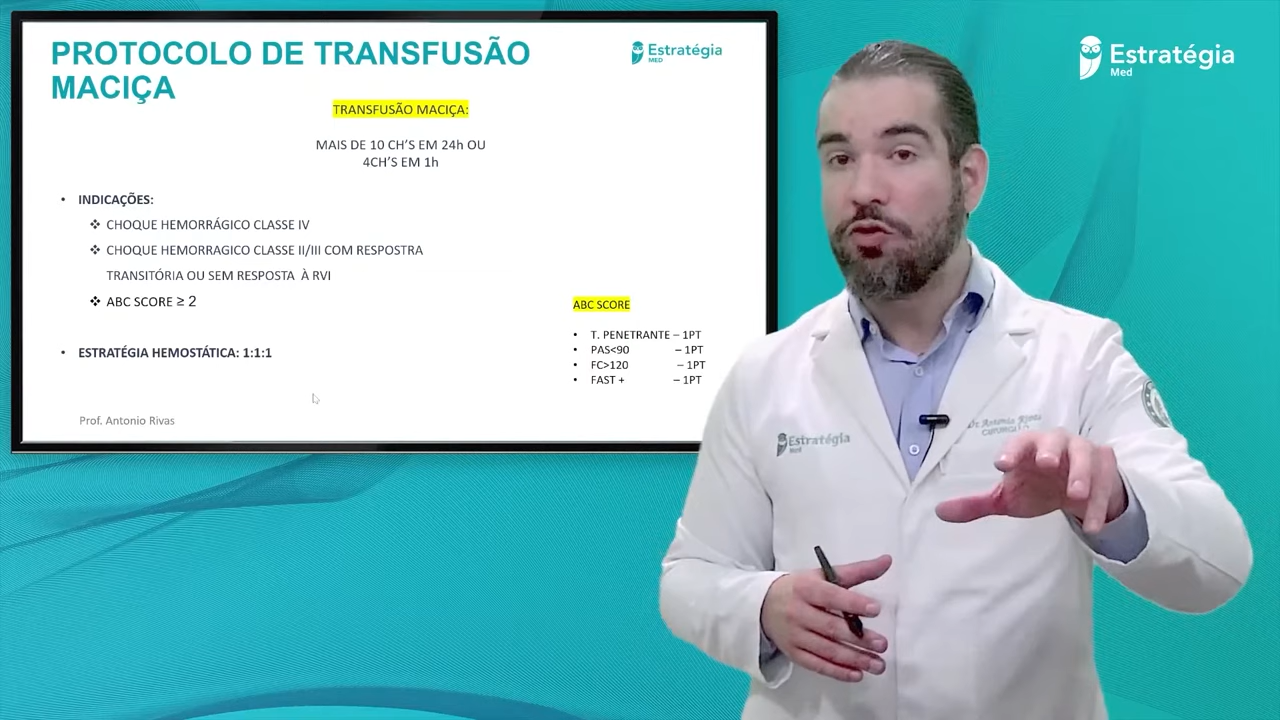 PROTOCOLO DE TRANSFUSÃO
MACIÇA
Estratégia
MED
TRANSFUSÃO MACIÇA:
MAIS DE 10 CH'S EM 24h OU
4CH'S EM 1h
• INDICAÇÕES:
❖ CHOQUE HEMORRÁGICO CLASSE IV
❖ CHOQUE HEMORRAGICO CLASSE II/III COM RESPOSTRA
TRANSITÓRIA OU SEM RESPOSTA À RVI
❖ ABC SCORE ≥ 2
• ESTRATÉGIA HEMOSTÁTICA: 1:1:1
ABC SCORE
• T. PENETRANTE – 1PT
• PAS<90 – 1PT
• FC>120 – 1PT
• FAST + – 1PT
Prof. Antonio Rivas
Estratégia
Med
Estratégia
Med
Dr. Antonio Rivas